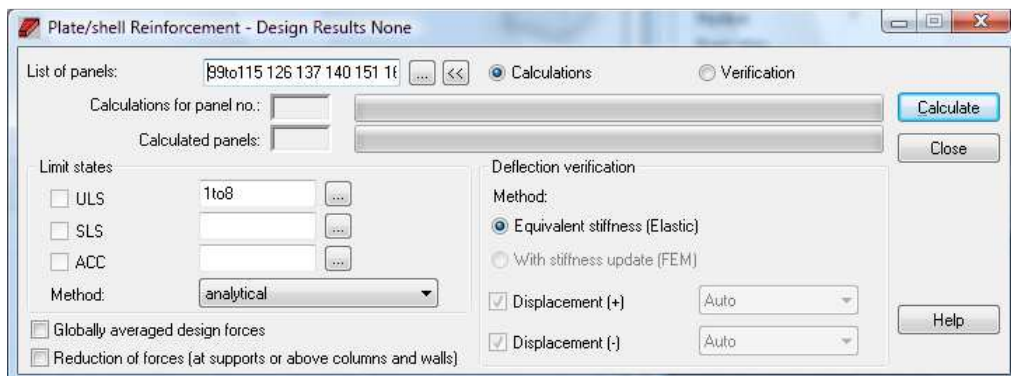 Plate/shell Reinforcement - Design Results None
List of panels: 99to115 126 137 140 151 16 ... << Calculations Verification
Calculations for panel no.: Calculate
Calculated panels: Close
Limit states Deflection verification
ULS 1to8 ... Method:
SLS ... Equivalent stiffness (Elastic)
ACC ... With stiffness update (FEM)
Method: analytical Displacement (+) Auto
Globally averaged design forces Help
Displacement (-) Auto
Reduction of forces (at supports or above columns and walls)